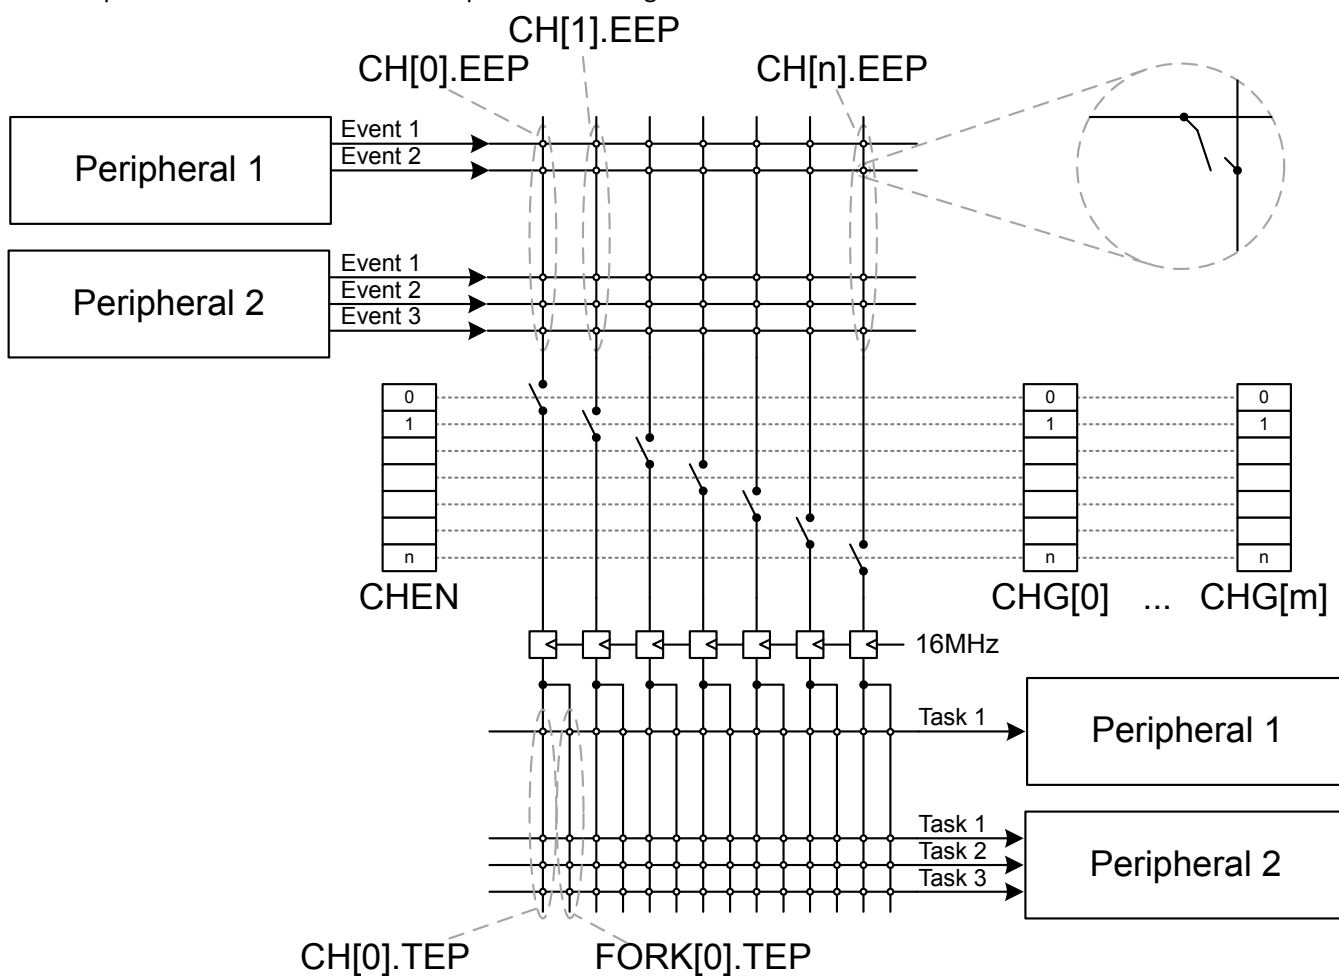 CH[1].EEP
CH[0].EEP
CH[n].EEP
Event 1
Peripheral 1
Event 2
Event 1
Peripheral 2
Event 2
Event 3
0
0
0
1
1
1
n
n
n
CHEN
CHG[0] ... CHG[m]
16MHz
Task 1
Peripheral 1
Task 1
Task 2
Peripheral 2
Task 3
CH[0].TEP
FORK[0].TEP